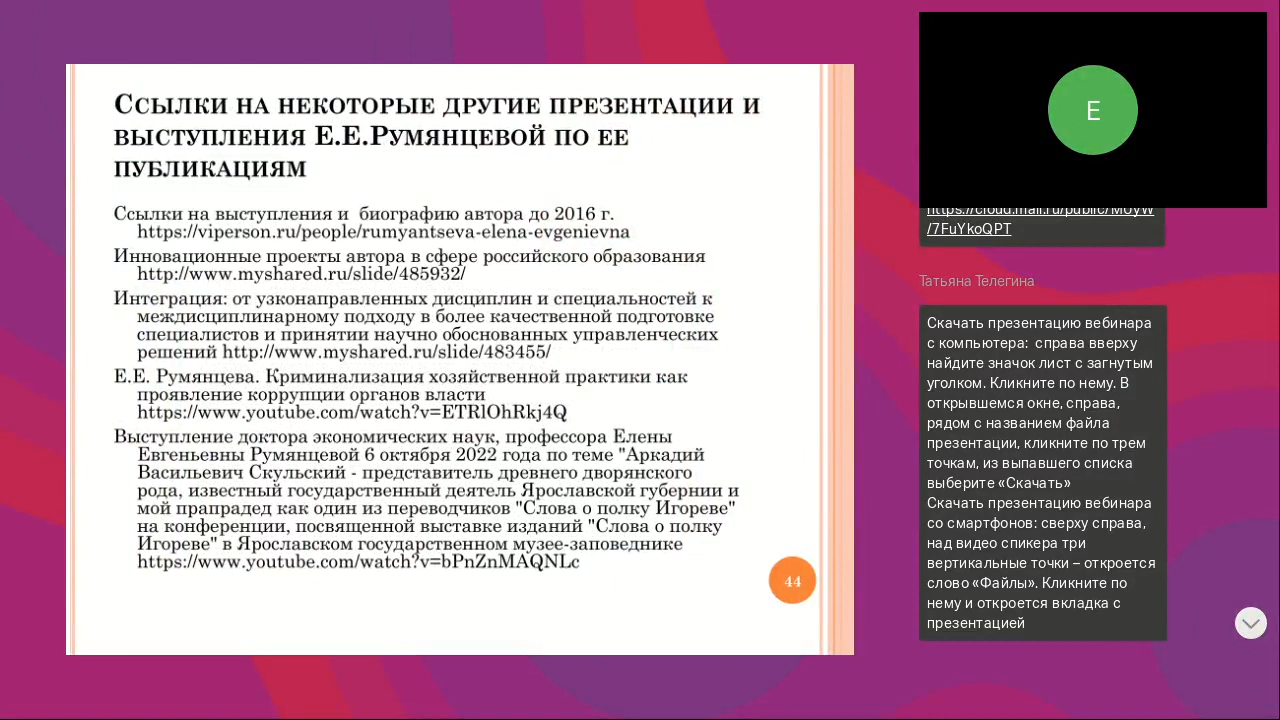 Ссылки на некоторые другие презентации и
выступления Е.Е.Румянцевой по ее
публикациям
Ссылки на выступления и биографию автора до 2016 г.
https://viperson.ru/people/rumyantseva-elena-evgenievna
Инновационные проекты автора в сфере российского образования
http://www.myshared.ru/slide/485932/
Интеграция: от узконаправленных дисциплин и специальностей к
междисциплинарному подходу в более качественной подготовке
специалистов и принятии научно обоснованных управленческих
решений http://www.myshared.ru/slide/483455/
Е.Е. Румянцева. Криминализация хозяйственной практики как
проявление коррупции органов власти
https://www.youtube.com/watch?v=ETRlOhRkj4Q
Выступление доктора экономических наук, профессора Елены
Евгеньевны Румянцевой 6 октября 2022 года по теме "Аркадий
Васильевич Скульский - представитель древнего дворянского
рода, известный государственный деятель Ярославской губернии и
мой прапрадед как один из переводчиков "Слова о полку Игореве"
на конференции, посвященной выставке изданий "Слова о полку
Игореве" в Ярославском государственном музее-заповеднике
https://www.youtube.com/watch?v=bPnZnMAQNLc
44
Е
https://cloud.mail.ru/public/MUyW
/7FuYkoQPT
Татьяна Телегина
Скачать презентацию вебинара
с компьютера: справа вверху
найдите значок лист с загнутым
уголком. Кликните по нему. В
открывшемся окне, справа,
рядом с названием файла
презентации, кликните по трем
точкам, из выпавшего списка
выберите «Скачать»
Скачать презентацию вебинара
со смартфонов: сверху справа,
над видео спикера три
вертикальные точки – откроется
слово «Файлы». Кликните по
нему и откроется вкладка с
презентацией